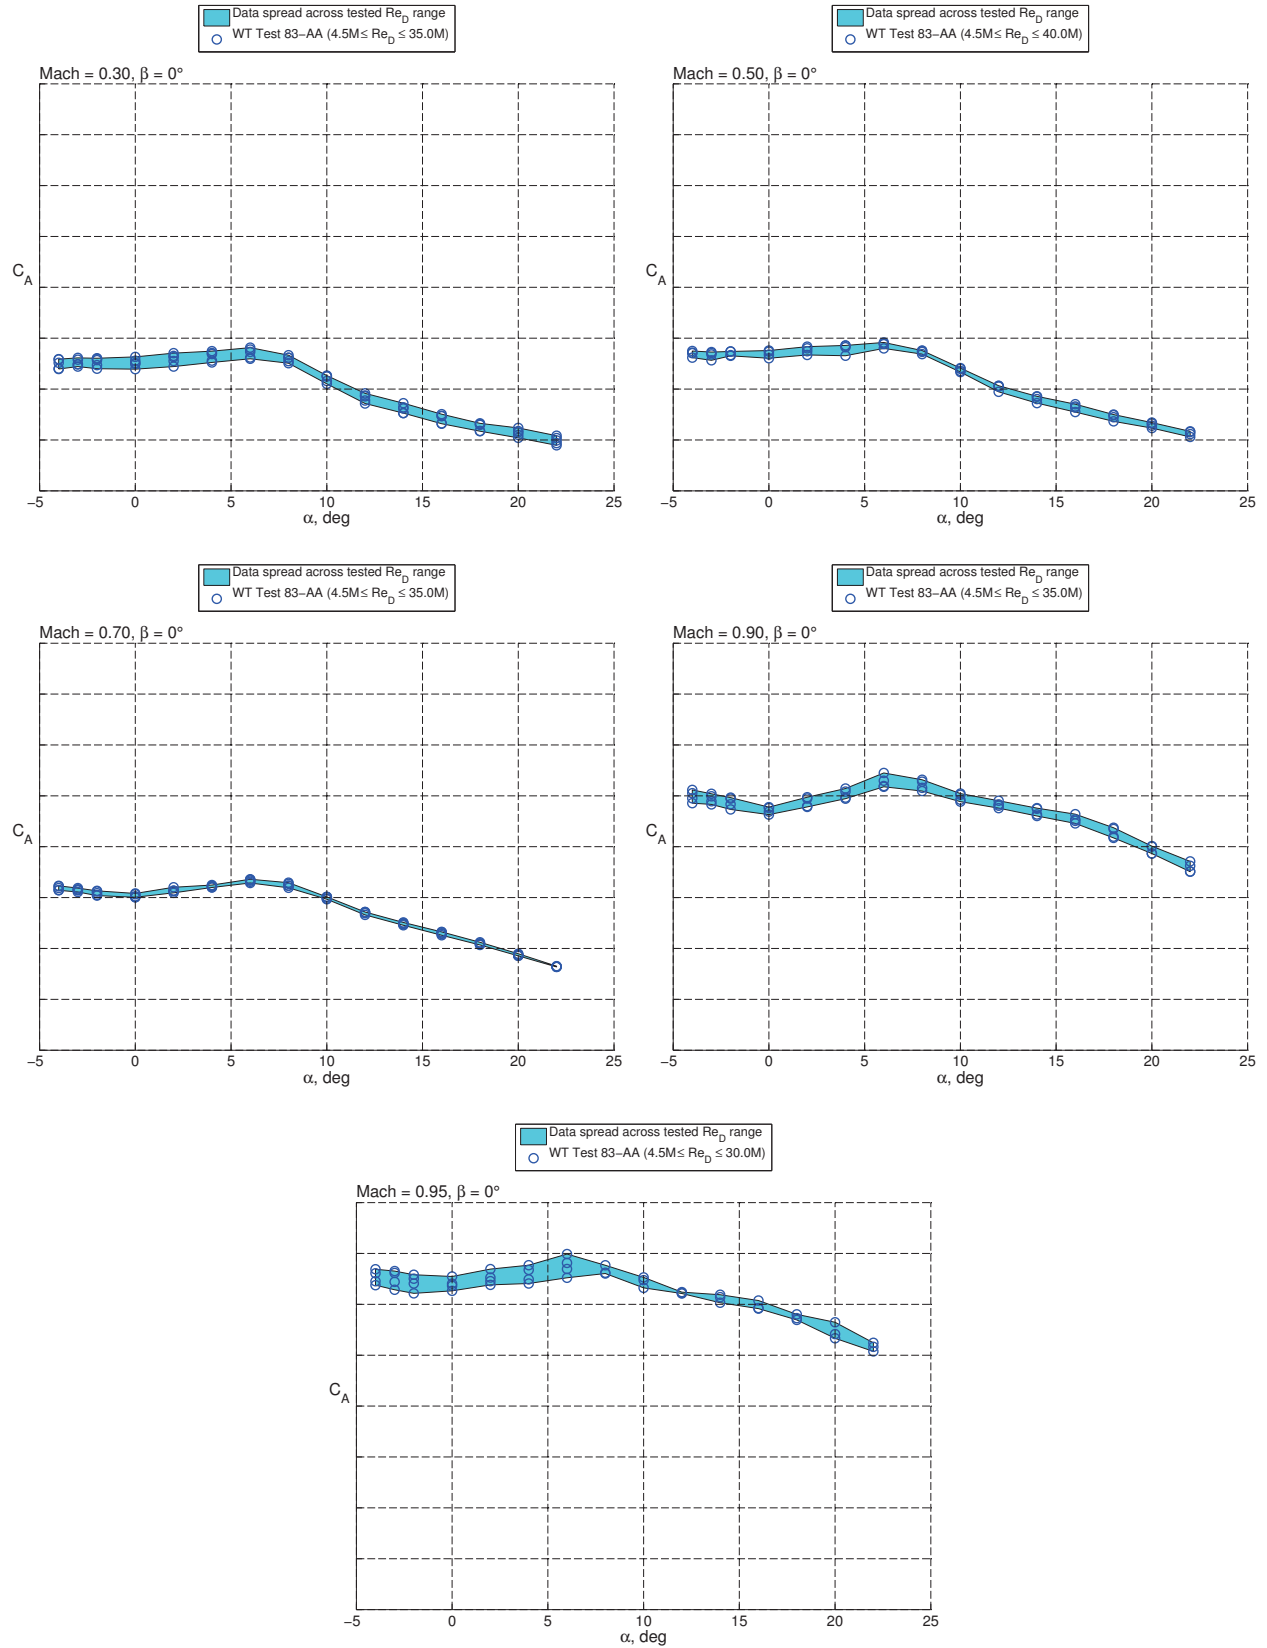 Data spread across tested Re_D range
WT Test 83−AA (4.5M≤ Re_D ≤ 35.0M)
Mach = 0.30, β = 0°
C_A
−5 0 5 10 15 20 25
α, deg
Data spread across tested Re_D range
WT Test 83−AA (4.5M≤ Re_D ≤ 40.0M)
Mach = 0.50, β = 0°
C_A
−5 0 5 10 15 20 25
α, deg
Data spread across tested Re_D range
WT Test 83−AA (4.5M≤ Re_D ≤ 35.0M)
Mach = 0.70, β = 0°
C_A
−5 0 5 10 15 20 25
α, deg
Data spread across tested Re_D range
WT Test 83−AA (4.5M≤ Re_D ≤ 35.0M)
Mach = 0.90, β = 0°
C_A
−5 0 5 10 15 20 25
α, deg
Data spread across tested Re_D range
WT Test 83−AA (4.5M≤ Re_D ≤ 30.0M)
Mach = 0.95, β = 0°
C_A
−5 0 5 10 15 20 25
α, deg